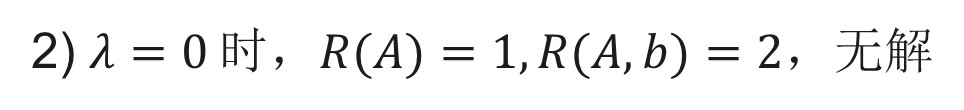 2) λ = 0 时，R(A) = 1, R(A, b) = 2，无解